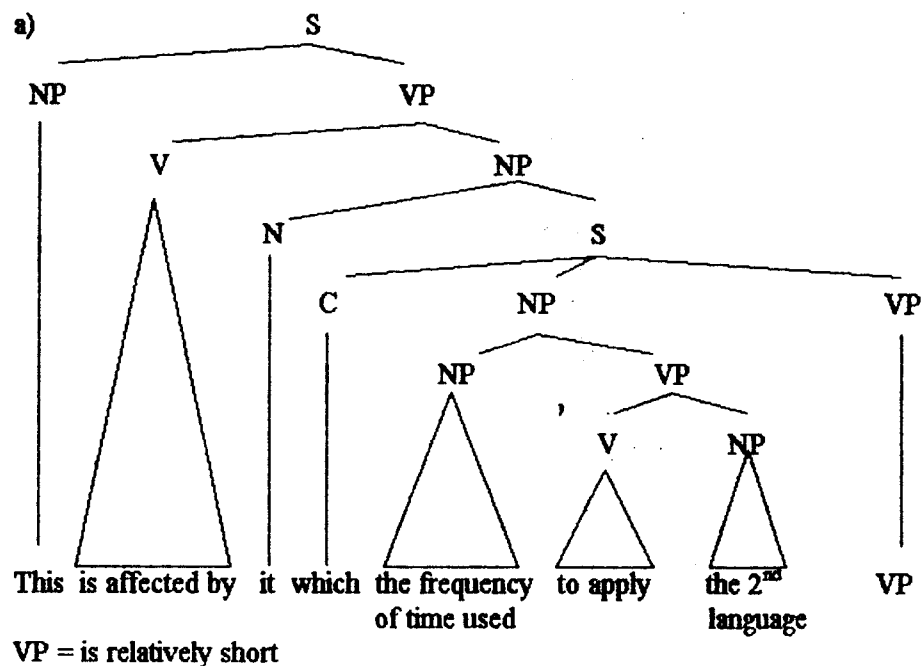 a) S
NP VP
V NP
N S
C NP VP
NP , VP
V NP
This is affected by it which the frequency to apply the 2nd VP
of time used language
VP = is relatively short